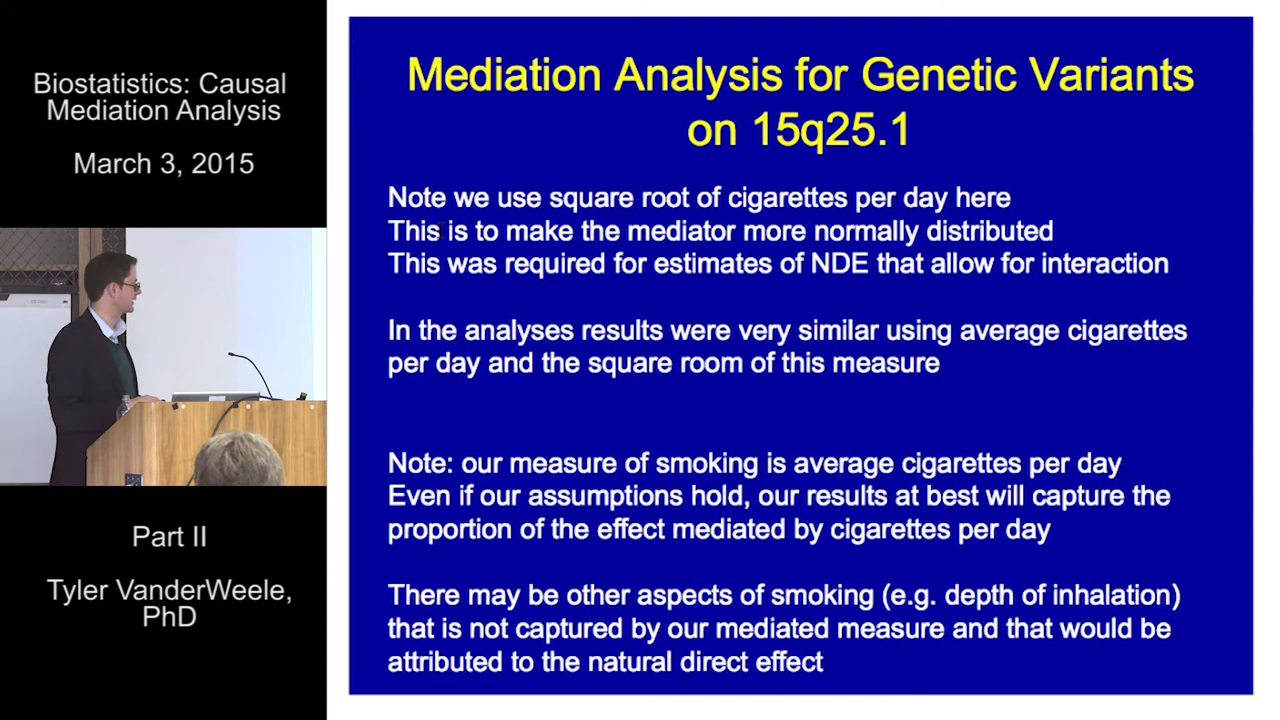 Biostatistics: Causal
Mediation Analysis
March 3, 2015
Part II
Tyler VanderWeele,
PhD
Mediation Analysis for Genetic Variants
on 15q25.1
Note we use square root of cigarettes per day here
This is to make the mediator more normally distributed
This was required for estimates of NDE that allow for interaction
In the analyses results were very similar using average cigarettes
per day and the square room of this measure
Note: our measure of smoking is average cigarettes per day
Even if our assumptions hold, our results at best will capture the
proportion of the effect mediated by cigarettes per day
There may be other aspects of smoking (e.g. depth of inhalation)
that is not captured by our mediated measure and that would be
attributed to the natural direct effect